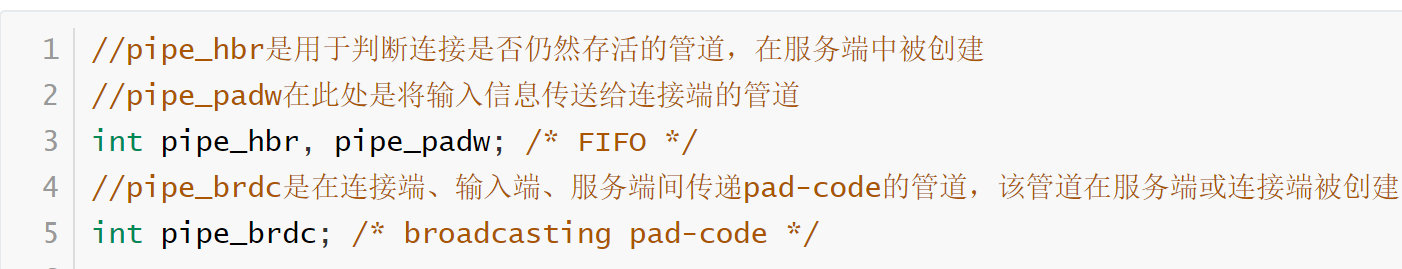 1 //pipe_hbr是用于判断连接是否仍然存活的管道，在服务端中被创建
2 //pipe_padw在此处是将输入信息传送给连接端的管道
3 int pipe_hbr, pipe_padw; /* FIFO */
4 //pipe_brdc是在连接端、输入端、服务端间传递pad-code的管道，该管道在服务端或连接端被创建
5 int pipe_brdc; /* broadcasting pad-code */